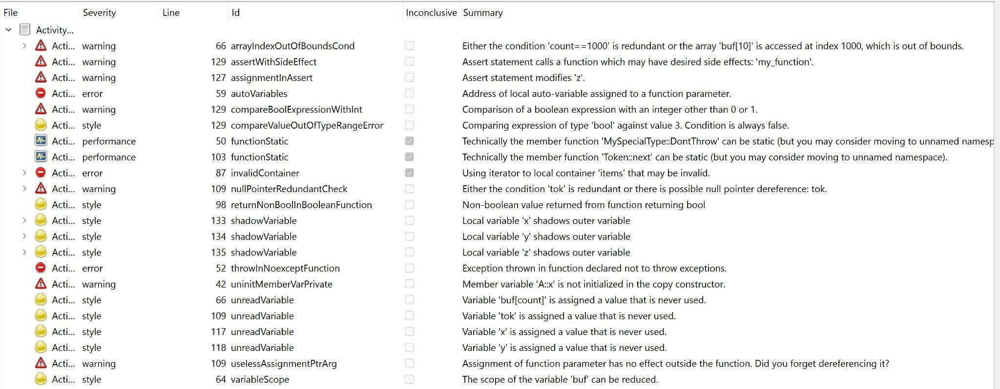 File Severity Line Id Inconclusive Summary
Activity...
Acti... warning 66 arrayIndexOutOfBoundsCond Either the condition 'count==1000' is redundant or the array 'buf[10]' is accessed at index 1000, which is out of bounds.
Acti... warning 129 assertWithSideEffect Assert statement calls a function which may have desired side effects: 'my_function'.
Acti... warning 127 assignmentInAssert Assert statement modifies 'z'.
Acti... error 59 autoVariables Address of local auto-variable assigned to a function parameter.
Acti... warning 129 compareBoolExpressionWithInt Comparison of a boolean expression with an integer other than 0 or 1.
Acti... style 129 compareValueOutOfTypeRangeError Comparing expression of type 'bool' against value 3. Condition is always false.
Acti... performance 50 functionStatic Technically the member function 'MySpecialType::DontThrow' can be static (but you may consider moving to unnamed namesp
Acti... performance 103 functionStatic Technically the member function 'Token::next' can be static (but you may consider moving to unnamed namespace).
Acti... error 87 invalidContainer Using iterator to local container 'items' that may be invalid.
Acti... warning 109 nullPointerRedundantCheck Either the condition 'tok' is redundant or there is possible null pointer dereference: tok.
Acti... style 98 returnNonBoolInBooleanFunction Non-boolean value returned from function returning bool
Acti... style 133 shadowVariable Local variable 'x' shadows outer variable
Acti... style 134 shadowVariable Local variable 'y' shadows outer variable
Acti... style 135 shadowVariable Local variable 'z' shadows outer variable
Acti... error 52 throwInNoexceptFunction Exception thrown in function declared not to throw exceptions.
Acti... warning 42 uninitMemberVarPrivate Member variable 'A::x' is not initialized in the copy constructor.
Acti... style 66 unreadVariable Variable 'buf[count]' is assigned a value that is never used.
Acti... style 109 unreadVariable Variable 'tok' is assigned a value that is never used.
Acti... style 117 unreadVariable Variable 'x' is assigned a value that is never used.
Acti... style 118 unreadVariable Variable 'y' is assigned a value that is never used.
Acti... warning 109 uselessAssignmentPtrArg Assignment of function parameter has no effect outside the function. Did you forget dereferencing it?
Acti... style 64 variableScope The scope of the variable 'buf' can be reduced.